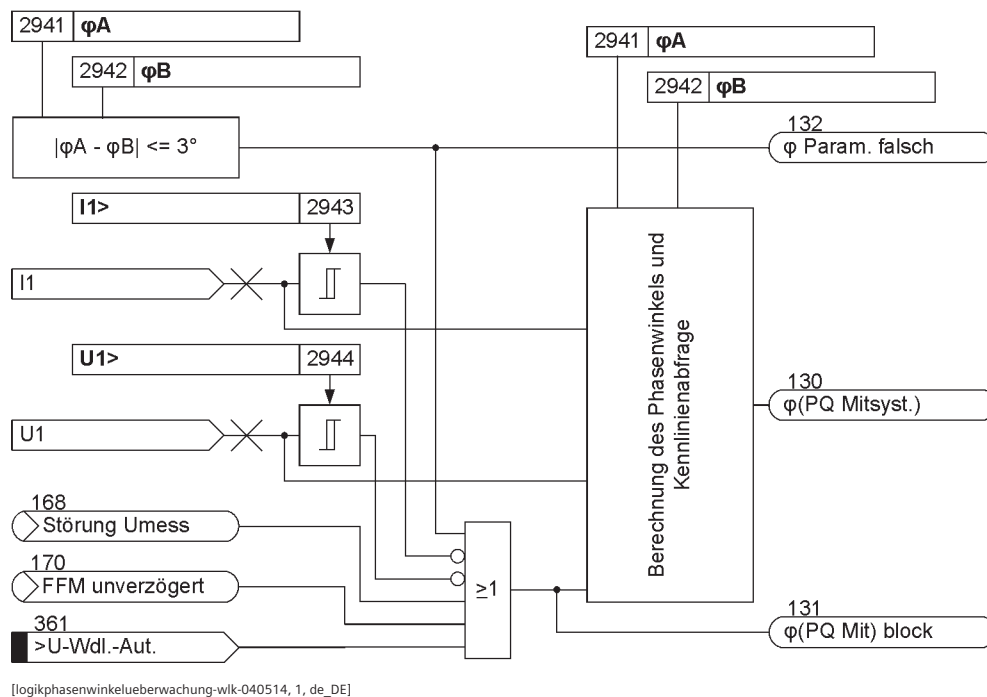 2941 φA
2942 φB
|φA - φB| <= 3°
2941 φA
2942 φB
132
φ Param. falsch
I1> 2943
I1
U1> 2944
U1
Berechnung des Phasenwinkels und
Kennlinienabfrage
130
φ(PQ Mitsyst.)
168
Störung Umess
170
FFM unverzögert
361
>U-Wdl.-Aut.
≥1
131
φ(PQ Mit) block
[logikphasenwinkelueberwachung-wlk-040514, 1, de_DE]